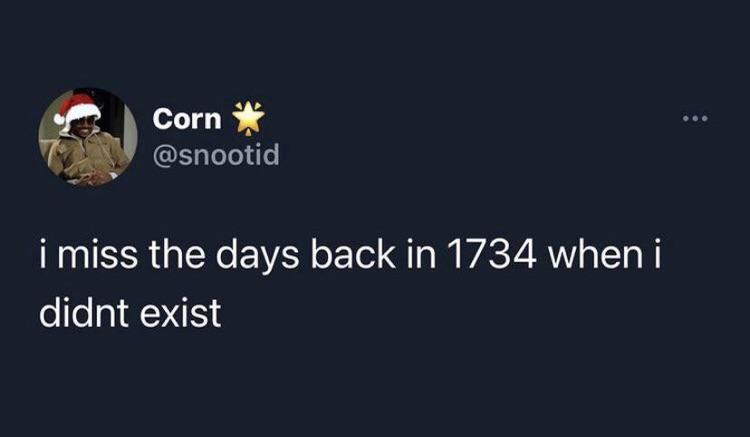 Corn 🌟
@snootid
i miss the days back in 1734 when i
didnt exist